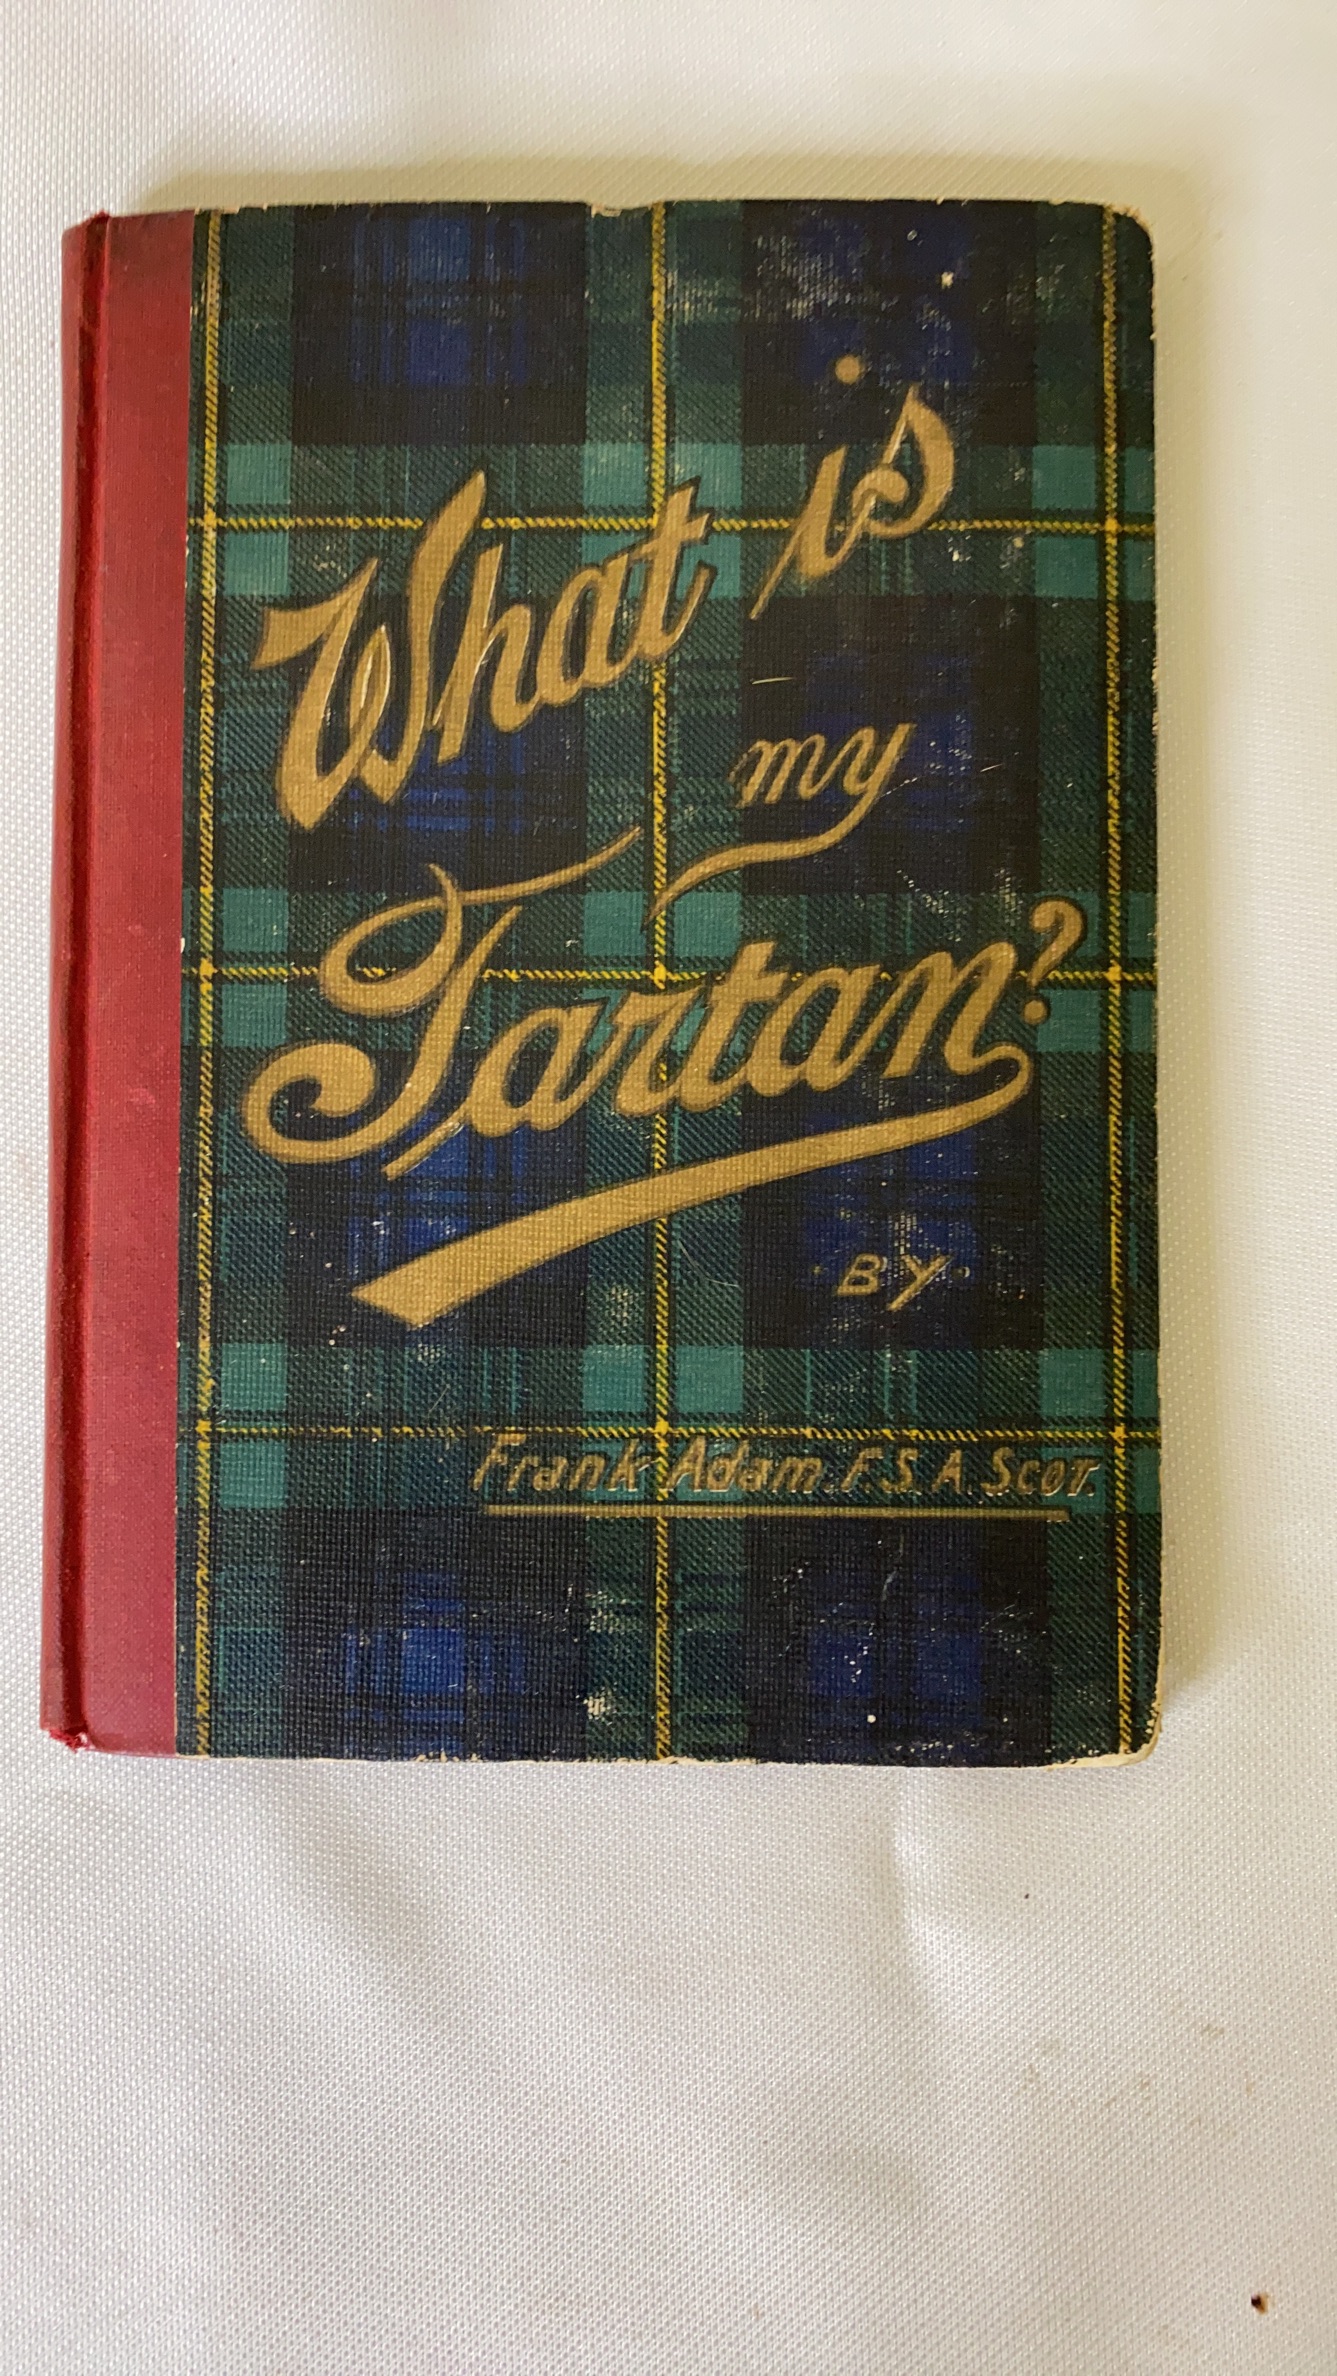 What is
my
Tartan?
·BY·
Frank Adam. F.S.A. Scot.